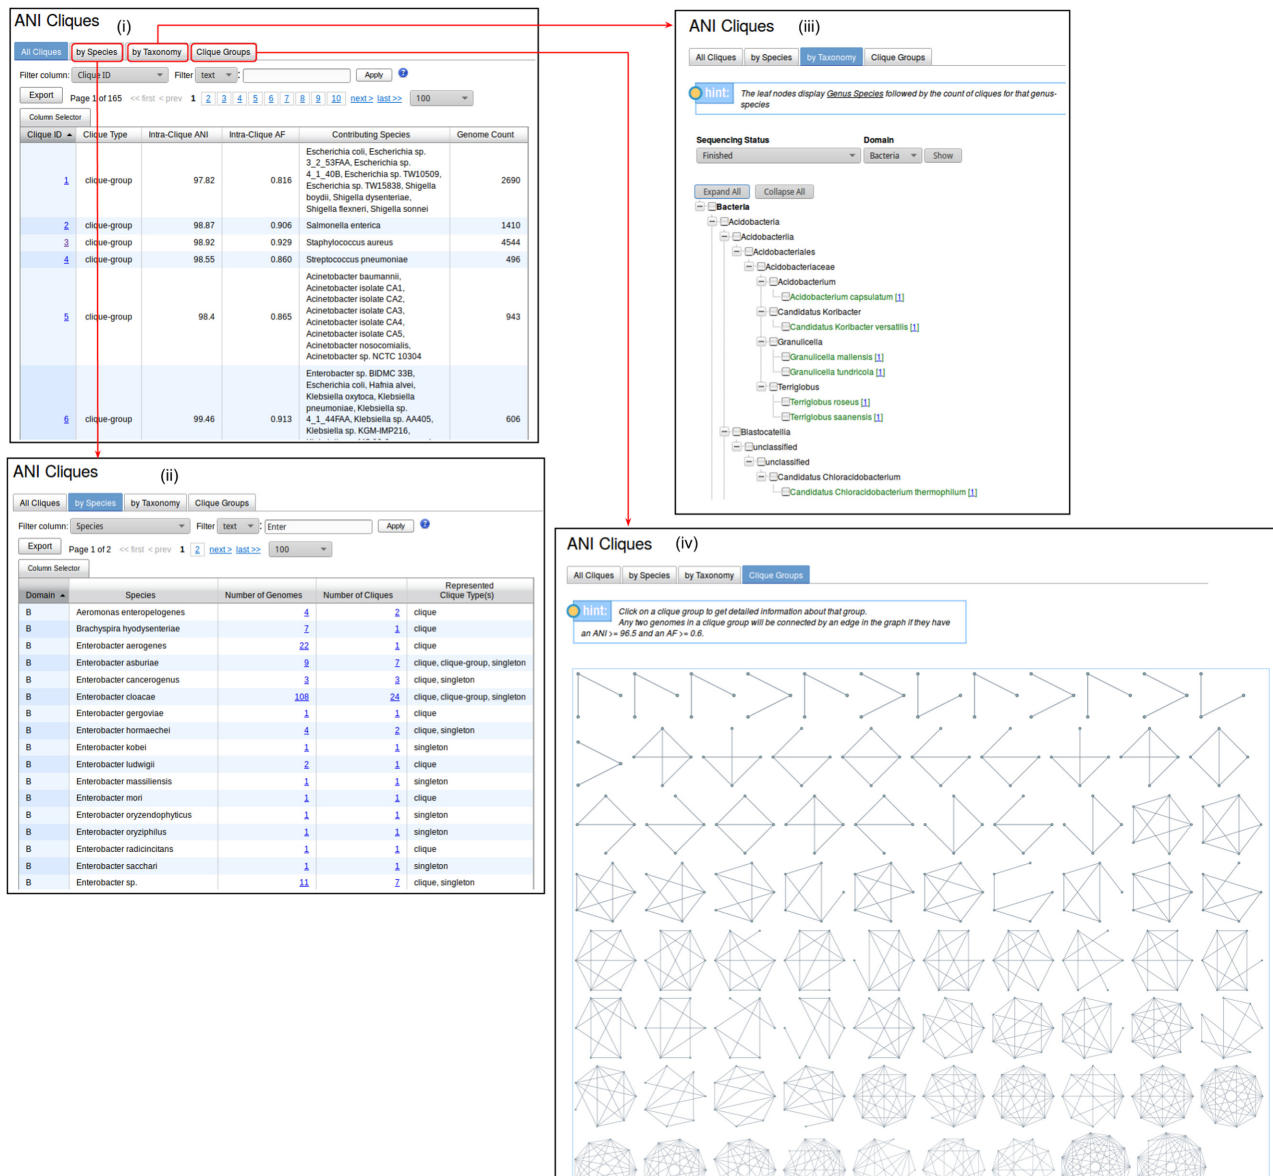 ANI Cliques (i)
All Cliques by Species by Taxonomy Clique Groups
Filter column: Clique ID Filter text : Apply ?
Export Page 1 of 165 << first < prev 1 2 3 4 5 6 7 8 9 10 next > last >> 100
Column Selector
Clique ID Clique Type Intra-Clique ANI Intra-Clique AF Contributing Species Genome Count
Escherichia coli, Escherichia sp.
3_2_53FAA, Escherichia sp.
4_1_40B, Escherichia sp. TW10509,
1 clique-group 97.82 0.816 Escherichia sp. TW15838, Shigella 2690
boydii, Shigella dysenteriae,
Shigella flexneri, Shigella sonnei
2 clique-group 98.87 0.906 Salmonella enterica 1410
3 clique-group 98.92 0.929 Staphylococcus aureus 4544
4 clique-group 98.55 0.860 Streptococcus pneumoniae 496
Acinetobacter baumannii,
Acinetobacter isolate CA1,
Acinetobacter isolate CA2,
5 clique-group 98.4 0.865 Acinetobacter isolate CA3, 943
Acinetobacter isolate CA4,
Acinetobacter isolate CA5,
Acinetobacter nosocomialis,
Acinetobacter sp. NCTC 10304
Enterobacter sp. BIDMC 33B,
Escherichia coli, Hafnia alvei,
Klebsiella oxytoca, Klebsiella
pneumoniae, Klebsiella sp.
6 clique-group 99.46 0.913 4_1_44FAA, Klebsiella sp. AA405, 606
Klebsiella sp. KGM-IMP216,
ANI Cliques (ii)
All Cliques by Species by Taxonomy Clique Groups
Filter column: Species Filter text : Enter Apply ?
Export Page 1 of 2 << first < prev 1 2 next > last >> 100
Column Selector
Domain Species Number of Genomes Number of Cliques Represented
Clique Type(s)
B Aeromonas enteropelogenes 4 2 clique
B Brachyspira hyodysenteriae 7 1 clique
B Enterobacter aerogenes 22 1 clique
B Enterobacter asburiae 9 7 clique, clique-group, singleton
B Enterobacter cancerogenus 3 3 clique, singleton
B Enterobacter cloacae 108 24 clique, clique-group, singleton
B Enterobacter gergoviae 1 1 clique
B Enterobacter hormaechei 4 2 clique, singleton
B Enterobacter kobei 1 1 singleton
B Enterobacter ludwigii 2 1 clique
B Enterobacter massiliensis 1 1 singleton
B Enterobacter mori 1 1 clique
B Enterobacter oryzendophyticus 1 1 singleton
B Enterobacter oryziphilus 1 1 singleton
B Enterobacter radicincitans 1 1 clique
B Enterobacter sacchari 1 1 singleton
B Enterobacter sp. 11 7 clique, singleton
ANI Cliques (iii)
All Cliques by Species by Taxonomy Clique Groups
hint: The leaf nodes display Genus Species followed by the count of cliques for that genus-
species
Sequencing Status Domain
Finished Bacteria Show
Expand All Collapse All
Bacteria
Acidobacteria
Acidobacteriia
Acidobacteriales
Acidobacteriaceae
Acidobacterium
Acidobacterium capsulatum [1]
Candidatus Koribacter
Candidatus Koribacter versatilis [1]
Granulicella
Granulicella mallensis [1]
Granulicella tundricola [1]
Terriglobus
Terriglobus roseus [1]
Terriglobus saanensis [1]
Blastocatellia
unclassified
unclassified
Candidatus Chloracidobacterium
Candidatus Chloracidobacterium thermophilum [1]
ANI Cliques (iv)
All Cliques by Species by Taxonomy Clique Groups
hint: Click on a clique group to get detailed information about that group.
Any two genomes in a clique group will be connected by an edge in the graph if they have
an ANI >= 96.5 and an AF >= 0.6.